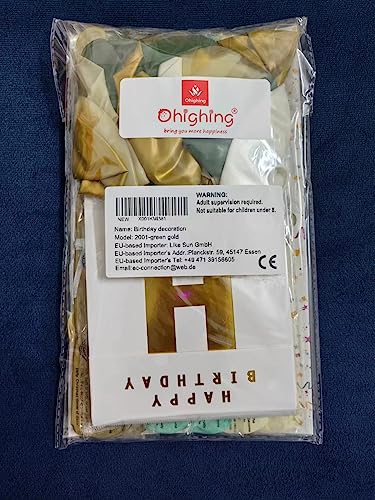 Ohighing
Ohighing®
bring you more happiness
WARNING:
Adult supervision required.
Not suitable for children under 8.
NEW
Name: Birthday decoration
Model: 2001-green gold
EU-based Importer: Like Sun GmbH
EU-based Importer's Addr.:Planckstr. 59, 45147 Essen
EU-based Importer's Tel: +49 471 39156605
Email:eu-connection@web.de
CE
H
HAPPY
BIRTHDAY